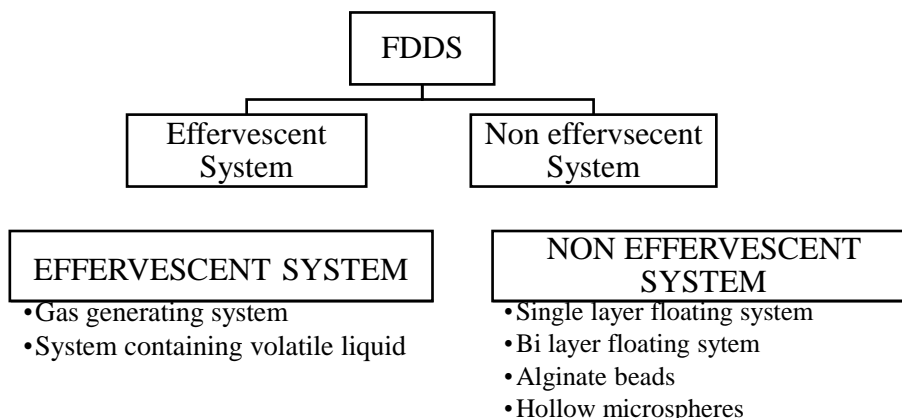 FDDS
Effervescent
System
Non effervsecent
System
EFFERVESCENT SYSTEM
•Gas generating system
•System containing volatile liquid
NON EFFERVESCENT
SYSTEM
•Single layer floating system
•Bi layer floating sytem
•Alginate beads
•Hollow microspheres